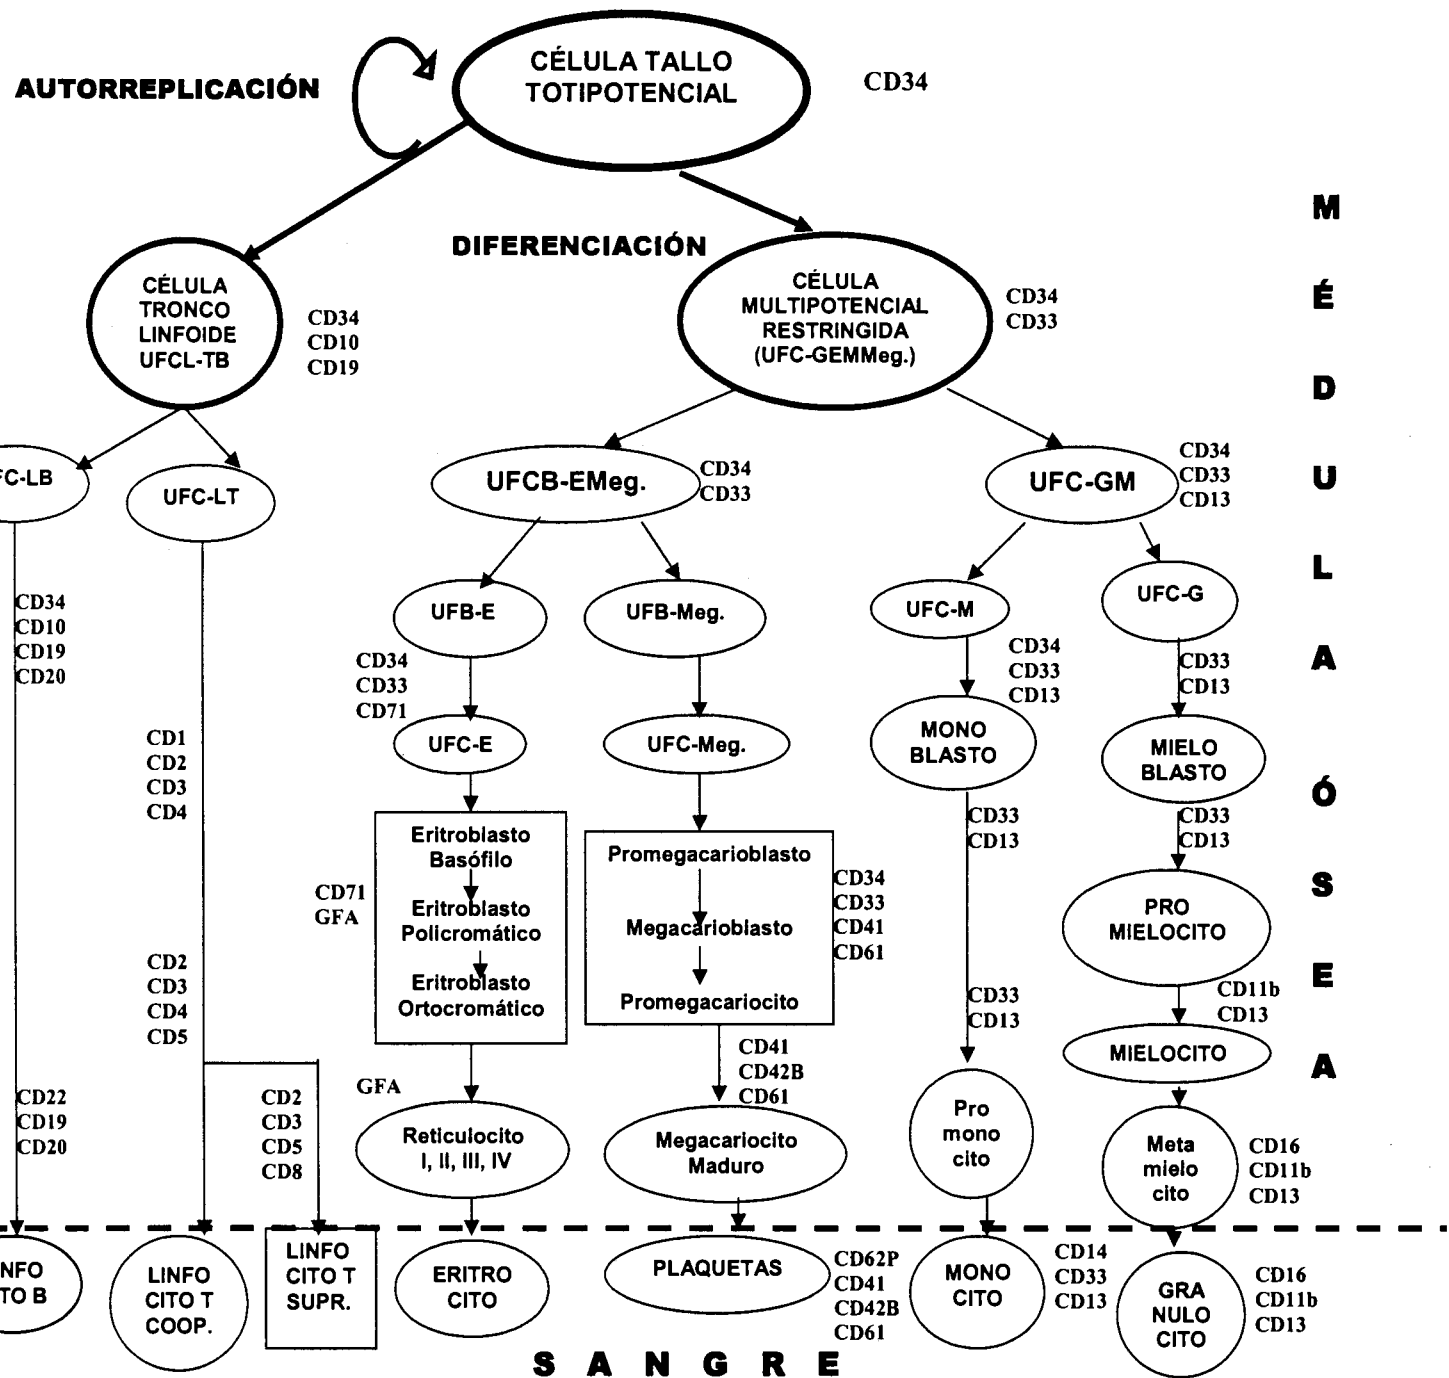 CÉLULA TALLO
TOTIPOTENCIAL
CD34
AUTORREPLICACIÓN
DIFERENCIACIÓN
CÉLULA
TRONCO
LINFOIDE
UFCL-TB
CD34
CD10
CD19
CÉLULA
MULTIPOTENCIAL
RESTRINGIDA
(UFC-GEMMeg.)
CD34
CD33
FC-LB
UFC-LT
UFCB-EMeg.
CD34
CD33
UFC-GM
CD34
CD33
CD13
CD34
CD10
CD19
CD20
UFB-E
CD34
CD33
CD71
UFB-Meg.
UFC-M
CD34
CD33
CD13
UFC-G
CD33
CD13
CD1
CD2
CD3
CD4
UFC-E
UFC-Meg.
MONO
BLASTO
CD33
CD13
MIELO
BLASTO
CD33
CD13
Eritroblasto
Basófilo
Eritroblasto
Policromático
Eritroblasto
Ortocromático
CD71
GFA
Promegacarioblasto
Megacarioblasto
Promegacariocito
CD34
CD33
CD41
CD61
PRO
MIELOCITO
CD11b
CD13
CD2
CD3
CD4
CD5
CD33
CD13
MIELOCITO
CD22
CD19
CD20
CD2
CD3
CD5
CD8
GFA
Reticulocito
I, II, III, IV
CD41
CD42B
CD61
Megacariocito
Maduro
Pro
mono
cito
Meta
mielo
cito
CD16
CD11b
CD13
NFO
TO B
LINFO
CITO T
COOP.
LINFO
CITO T
SUPR.
ERITRO
CITO
PLAQUETAS
CD62P
CD41
CD42B
CD61
MONO
CITO
CD14
CD33
CD13
GRA
NULO
CITO
CD16
CD11b
CD13
MÉDULA ÓSEA
SANGRE